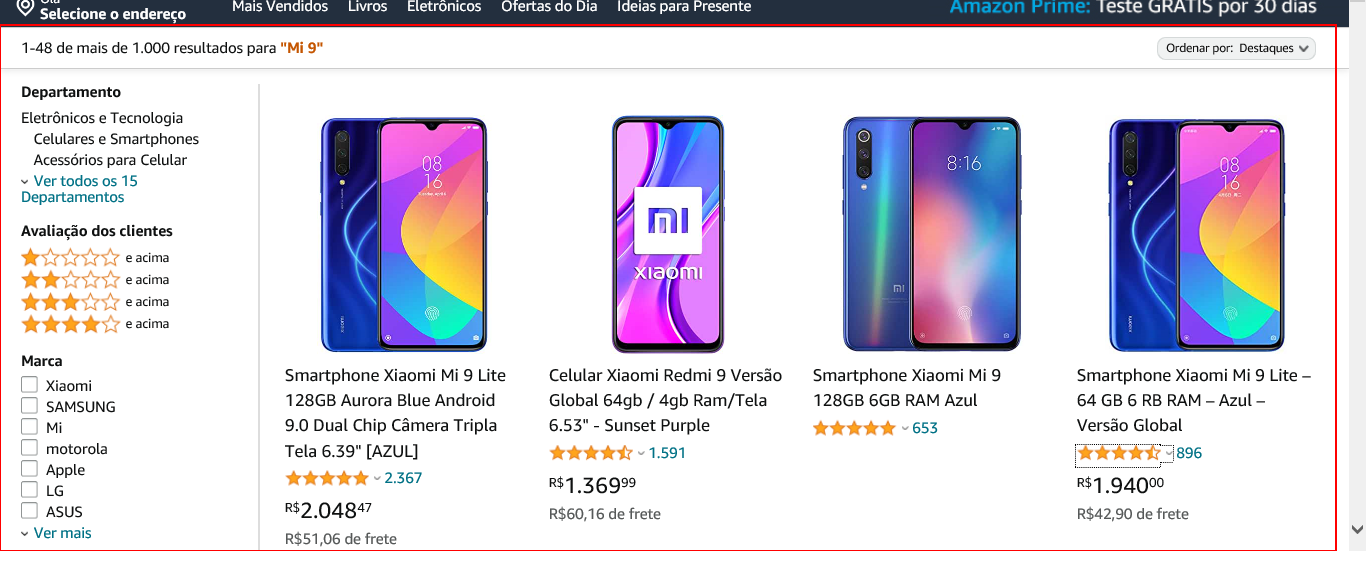 Olá
Selecione o endereço
Mais Vendidos Livros Eletrônicos Ofertas do Dia Ideias para Presente
Amazon Prime: Teste GRÁTIS por 30 dias
1-48 de mais de 1.000 resultados para "Mi 9"
Ordenar por: Destaques
Departamento
Eletrônicos e Tecnologia
Celulares e Smartphones
Acessórios para Celular
Ver todos os 15
Departamentos
Avaliação dos clientes
e acima
e acima
e acima
e acima
Marca
Xiaomi
SAMSUNG
Mi
motorola
Apple
LG
ASUS
Ver mais
08
16
xiaomi
Smartphone Xiaomi Mi 9 Lite
128GB Aurora Blue Android
9.0 Dual Chip Câmera Tripla
Tela 6.39" [AZUL]
2.367
R$2.04847
R$51,06 de frete
mi
xiaomi
Celular Xiaomi Redmi 9 Versão
Global 64gb / 4gb Ram/Tela
6.53" - Sunset Purple
1.591
R$1.36999
R$60,16 de frete
8:16
mi
Smartphone Xiaomi Mi 9
128GB 6GB RAM Azul
653
08
16
xiaomi
Smartphone Xiaomi Mi 9 Lite –
64 GB 6 RB RAM – Azul –
Versão Global
896
R$1.94000
R$42,90 de frete